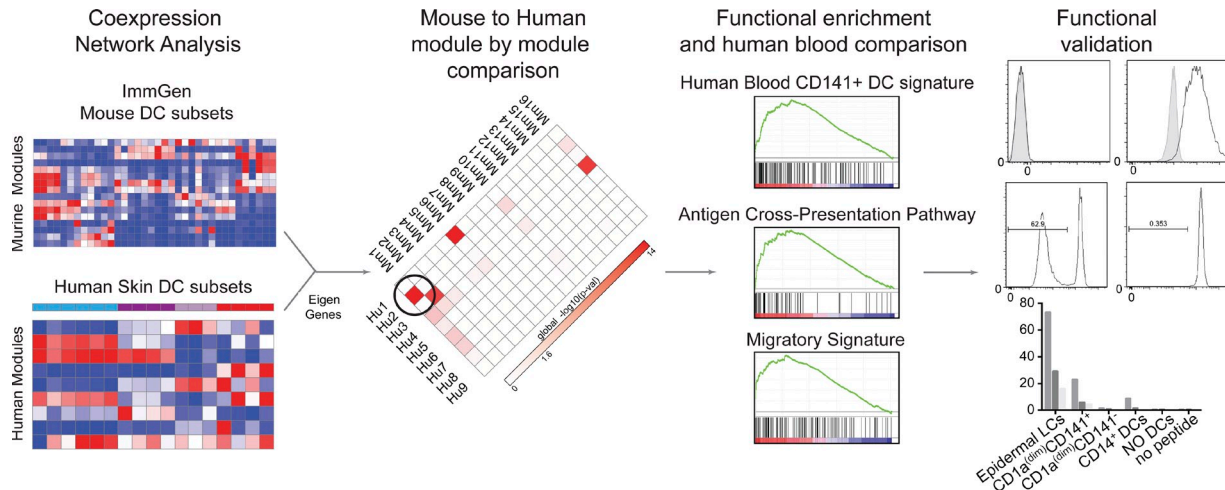 Coexpression
Network Analysis
ImmGen
Mouse DC subsets
Murine Modules
Human Skin DC subsets
Human Modules
Eigen
Genes
Mouse to Human
module by module
comparison
Mm16
Mm15
Mm14
Mm13
Mm12
Mm11
Mm10
Mm9
Mm8
Mm7
Mm6
Mm5
Mm4
Mm3
Mm2
Mm1
Hu1
Hu2
Hu3
Hu4
Hu5
Hu6
Hu7
Hu8
Hu9
global -log10(p-val)
0
1.6
14
Functional enrichment
and human blood comparison
Human Blood CD141+ DC signature
Antigen Cross-Presentation Pathway
Migratory Signature
Functional
validation
0
0
62.9
0.353
80
60
40
20
0
Epidermal LCs
CD1a(dim)CD141+
CD1a(dim)CD141-
CD14+ DCs
NO DCs
no peptide